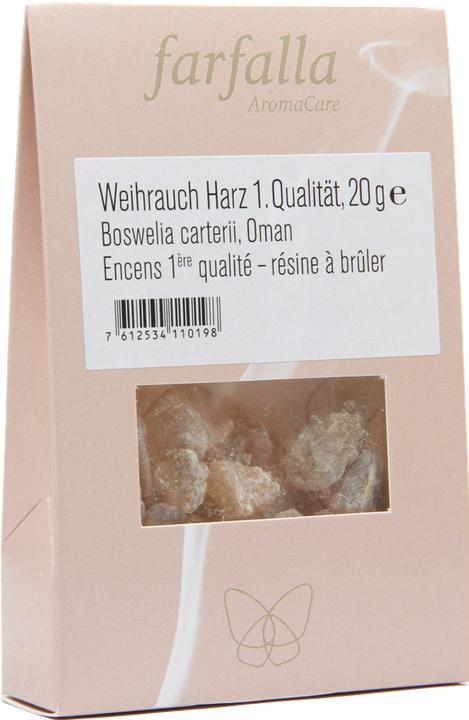 farfalla
AromaCare
Weihrauch Harz 1. Qualität, 20 g ℮
Boswelia carterii, Oman
Encens 1ère qualité – résine à brûler
7 612534 110198